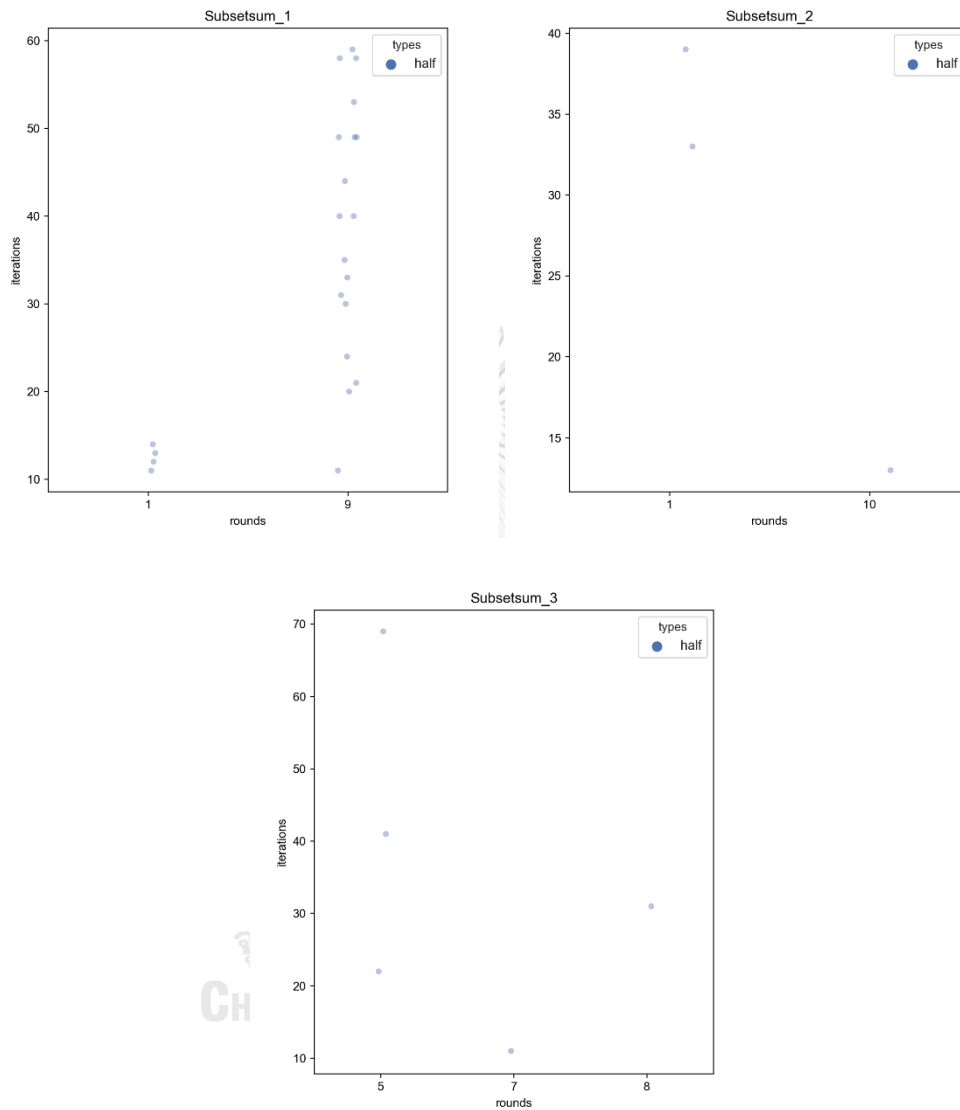 Subsetsum_1
60
50
40
30
20
10
iterations
types
half
1
9
rounds
Subsetsum_2
40
35
30
25
20
15
iterations
types
half
1
10
rounds
Subsetsum_3
70
60
50
40
30
20
10
iterations
types
half
5
7
8
rounds